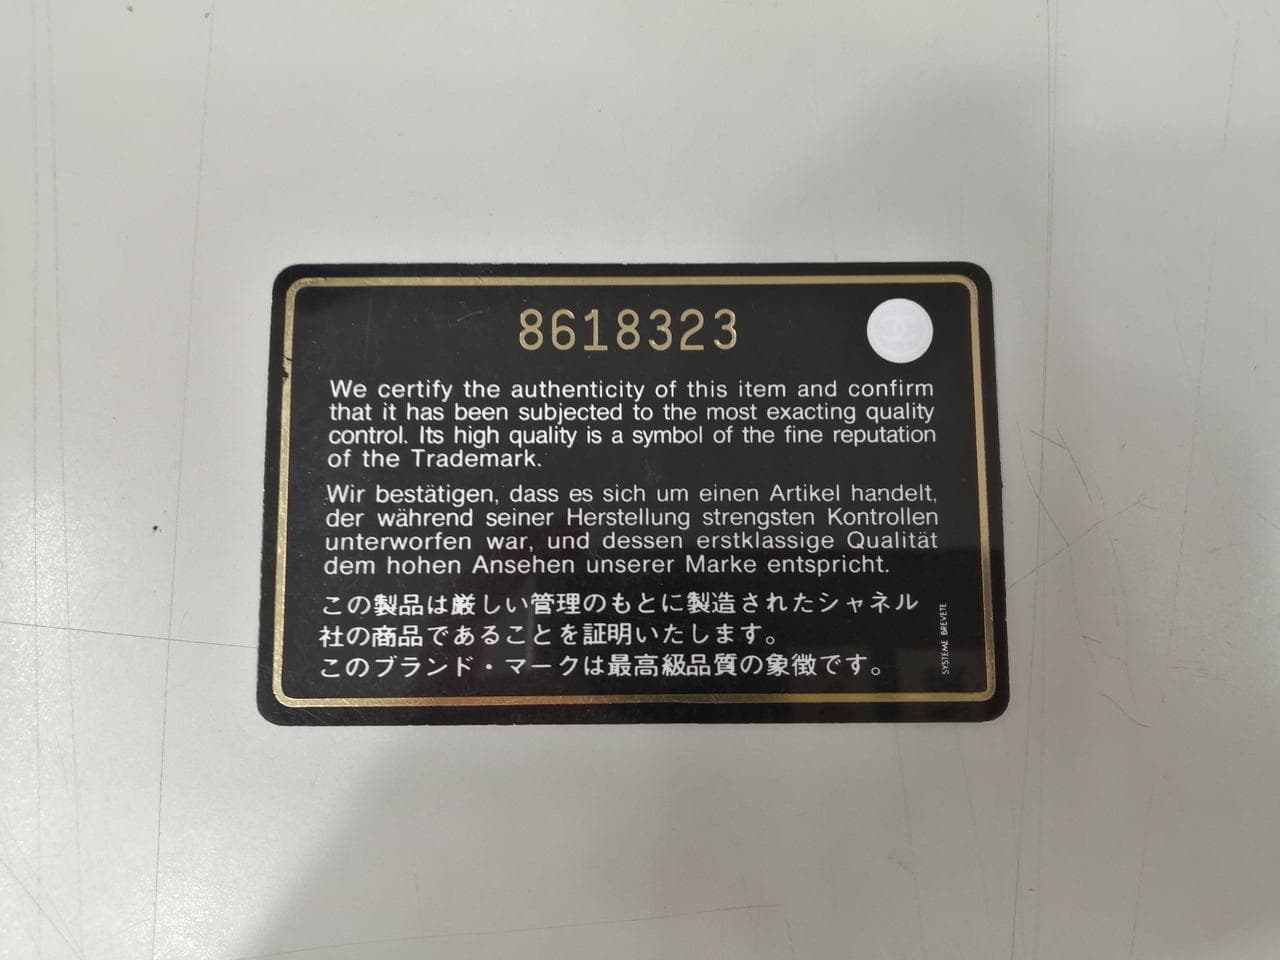 8618323
We certify the authenticity of this item and confirm
that it has been subjected to the most exacting quality
control. Its high quality is a symbol of the fine reputation
of the Trademark.
Wir bestätigen, dass es sich um einen Artikel handelt,
der während seiner Herstellung strengsten Kontrollen
unterworfen war, und dessen erstklassige Qualität
dem hohen Ansehen unserer Marke entspricht.
この製品は厳しい管理のもとに製造されたシャネル
社の商品であることを証明いたします。
このブランド・マークは最高級品質の象徴です。
SYSTEME BREVETE